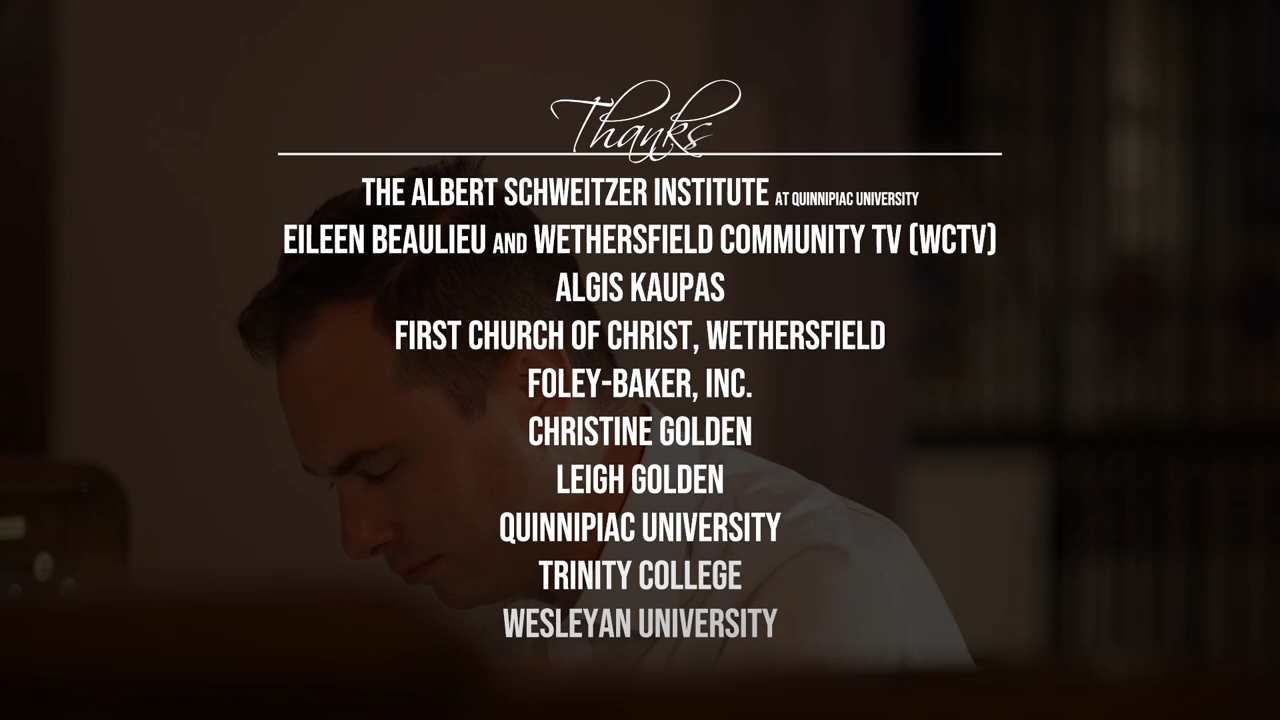 Thanks
THE ALBERT SCHWEITZER INSTITUTE AT QUINNIPIAC UNIVERSITY
EILEEN BEAULIEU AND WETHERSFIELD COMMUNITY TV (WCTV)
ALGIS KAUPAS
FIRST CHURCH OF CHRIST, WETHERSFIELD
FOLEY-BAKER, INC.
CHRISTINE GOLDEN
LEIGH GOLDEN
QUINNIPIAC UNIVERSITY
TRINITY COLLEGE
WESLEYAN UNIVERSITY